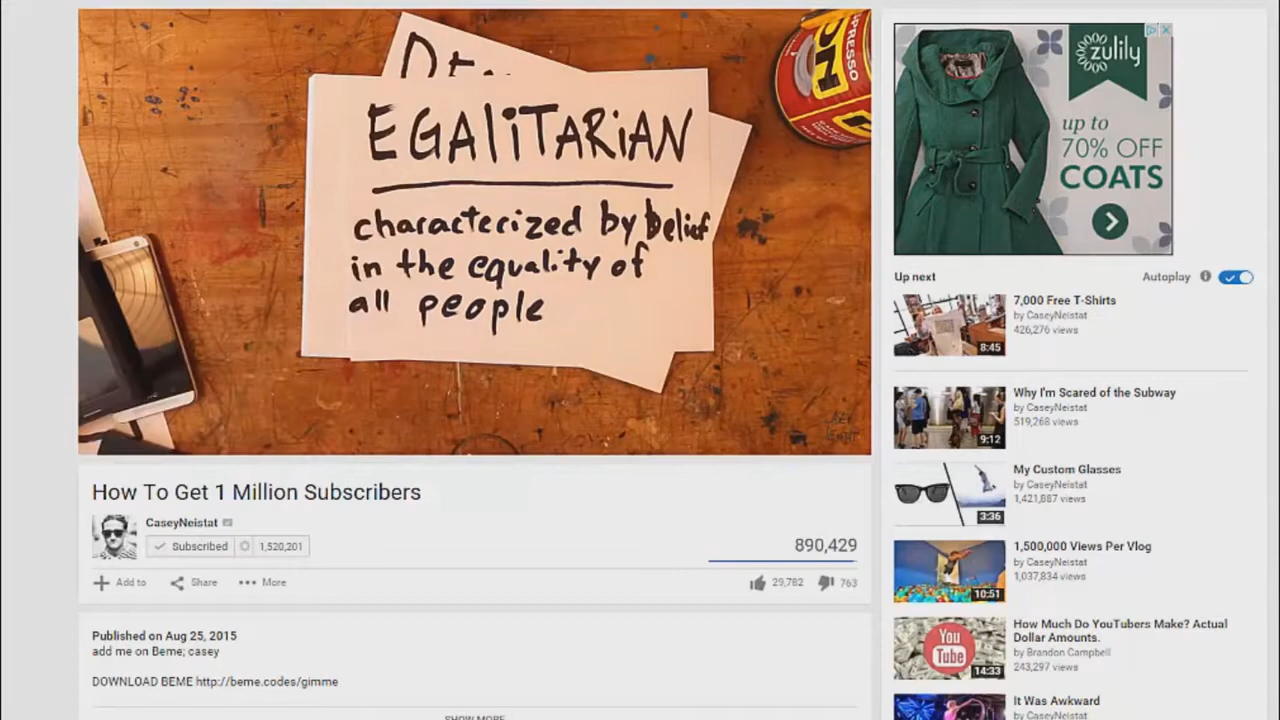 EGALiTARiAN
characterized by belief
in the equality of
all people
zulily
up to
70% OFF
COATS
Up next
Autoplay
7,000 Free T-Shirts
by CaseyNeistat
426,276 views
8:45
Why I'm Scared of the Subway
by CaseyNeistat
519,268 views
9:12
My Custom Glasses
by CaseyNeistat
1,421,887 views
3:36
1,500,000 Views Per Vlog
by CaseyNeistat
1,037,834 views
10:51
How Much Do YouTubers Make? Actual
Dollar Amounts.
by Brandon Campbell
243,297 views
You
Tube
14:33
It Was Awkward
by CaseyNeistat
How To Get 1 Million Subscribers
CaseyNeistat
Subscribed 1,520,201
890,429
Add to Share More
29,782 763
Published on Aug 25, 2015
add me on Beme; casey
DOWNLOAD BEME http://beme.codes/gimme
SHOW MORE